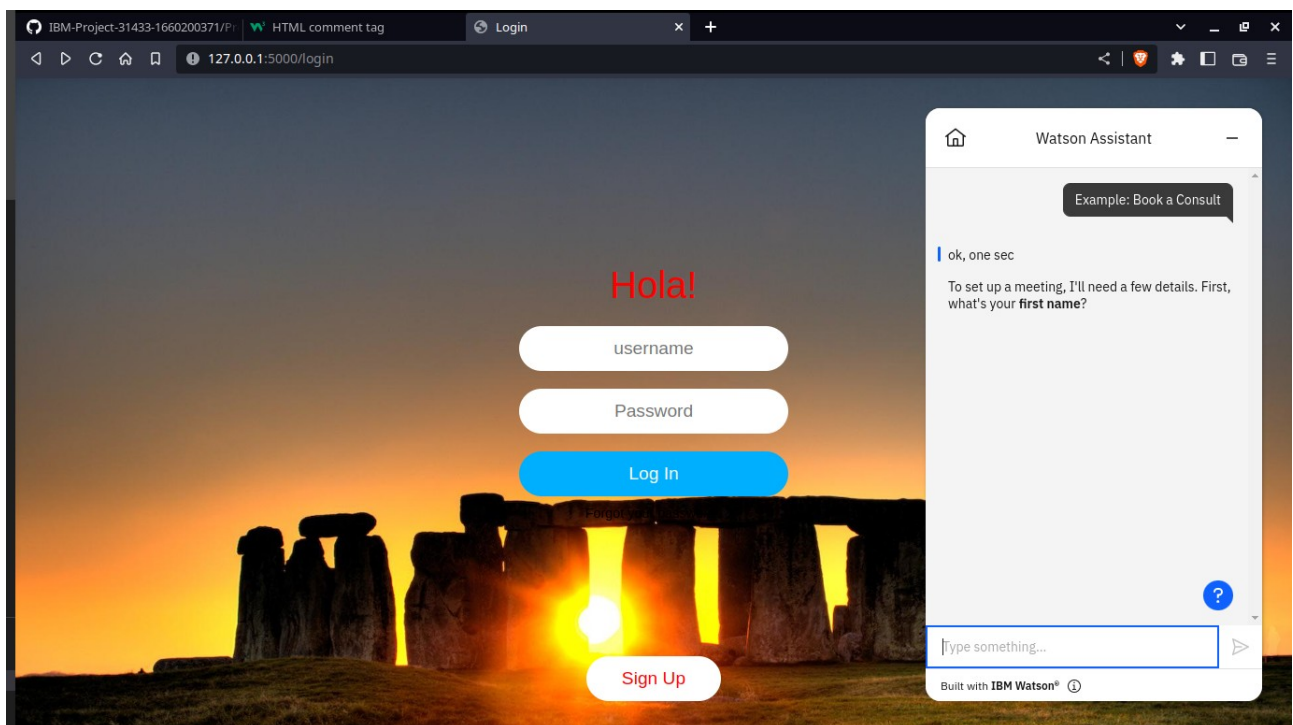 IBM-Project-31433-1660200371/Pr
HTML comment tag
Login
127.0.0.1:5000/login
Watson Assistant
Example: Book a Consult
ok, one sec
To set up a meeting, I'll need a few details. First,
what's your first name?
Hola!
username
Password
Log In
Sign Up
?
Type something...
Built with IBM Watson®